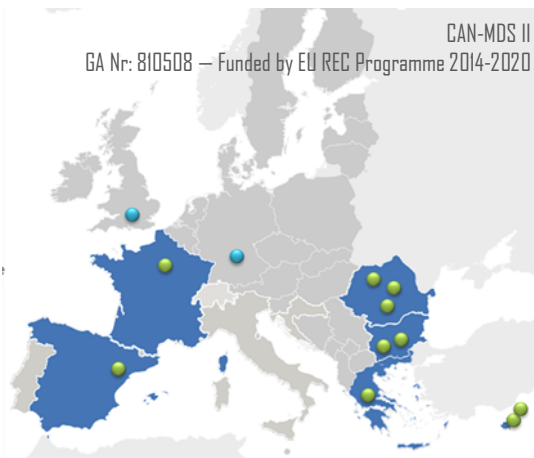 CAN-MDS II
GA Nr: 810508 — Funded by EU REC Programme 2014-2020
e